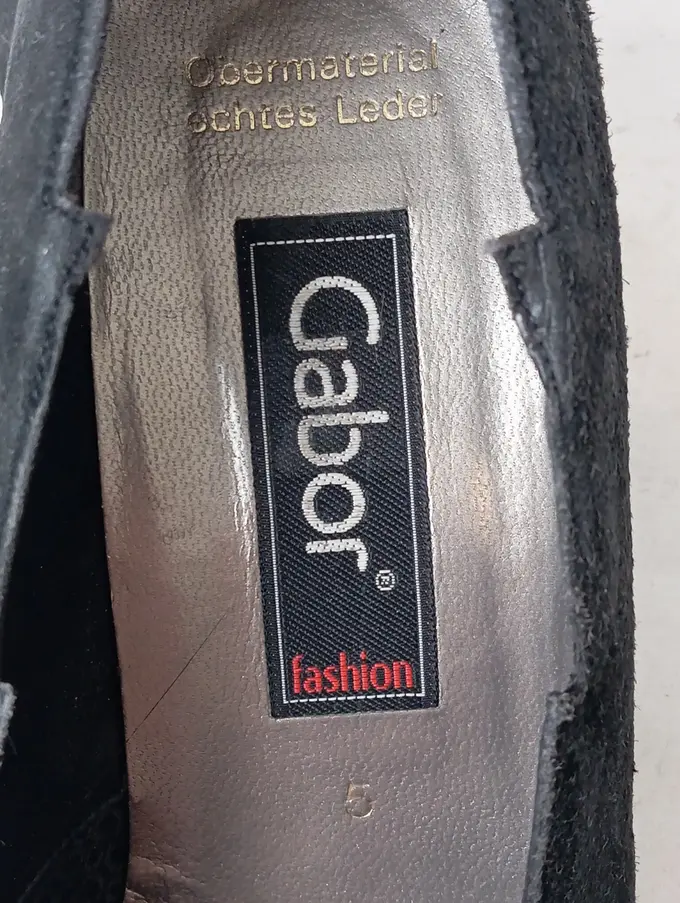 Obermaterial
echtes Leder
Gabor®
fashion
5